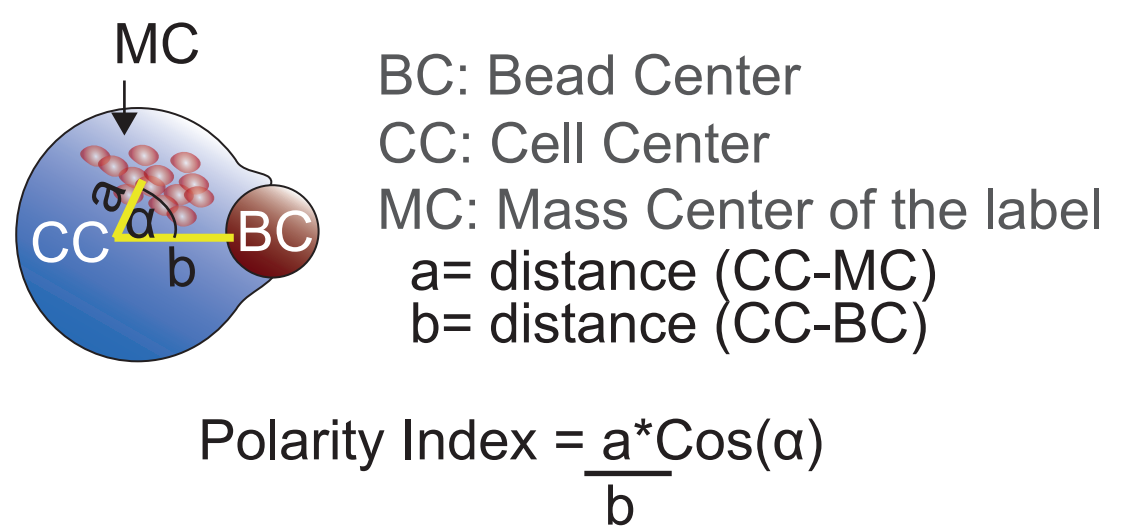 MC
BC: Bead Center
CC: Cell Center
MC: Mass Center of the label
a= distance (CC-MC)
b= distance (CC-BC)
a
α
CC
BC
b
Polarity Index = a*Cos(α)
b